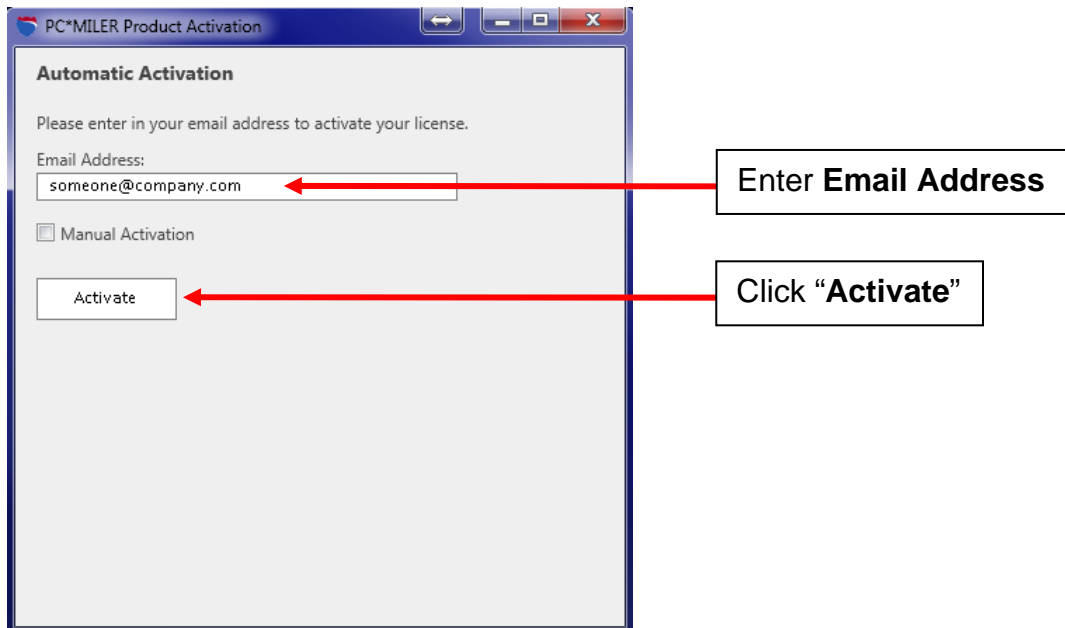 PC*MILER Product Activation
Automatic Activation
Please enter in your email address to activate your license.
Email Address:
someone@company.com
Enter Email Address
Manual Activation
Activate
Click “Activate”